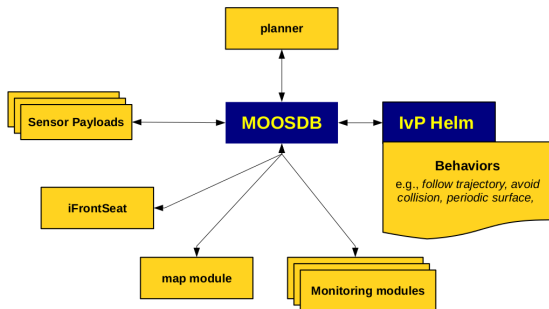 planner
Sensor Payloads
MOOSDB
IvP Helm
Behaviors
e.g., follow trajectory, avoid
collision, periodic surface,
iFrontSeat
map module
Monitoring modules